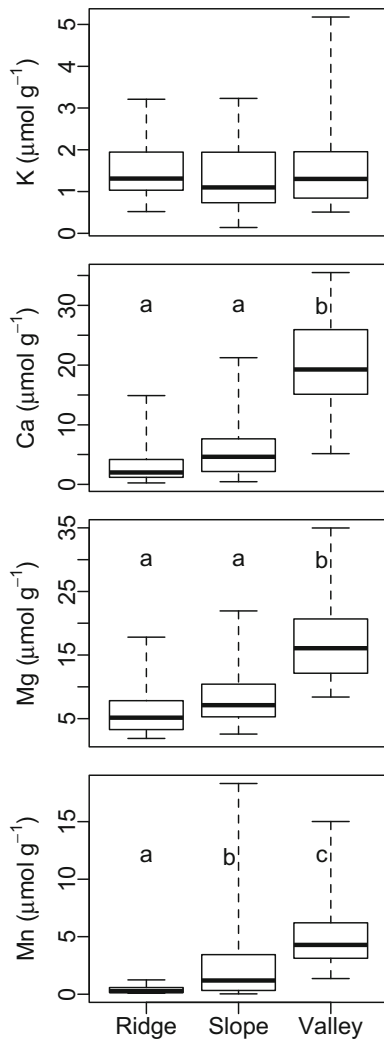 K (µmol g⁻¹)
0 1 2 3 4 5
Ca (µmol g⁻¹)
0 10 20 30
a a b
Mg (µmol g⁻¹)
5 15 25 35
a a b
Mn (µmol g⁻¹)
0 5 10 15
a b c
Ridge Slope Valley